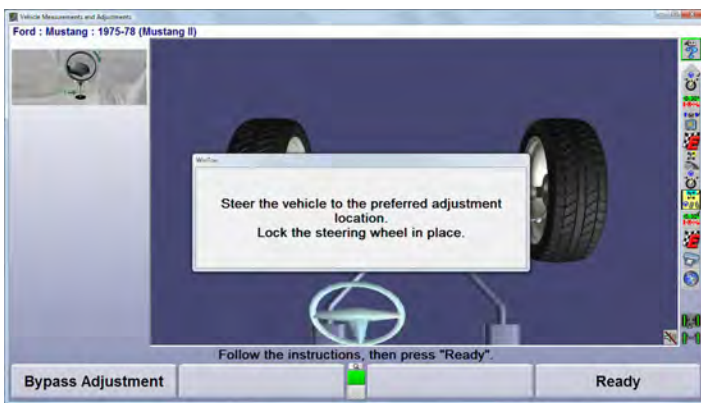 Vehicle Measurements and Adjustments
Ford : Mustang : 1975-78 (Mustang II)
Steer the vehicle to the preferred adjustment
location.
Lock the steering wheel in place.
Follow the instructions, then press "Ready".
Bypass Adjustment
Ready